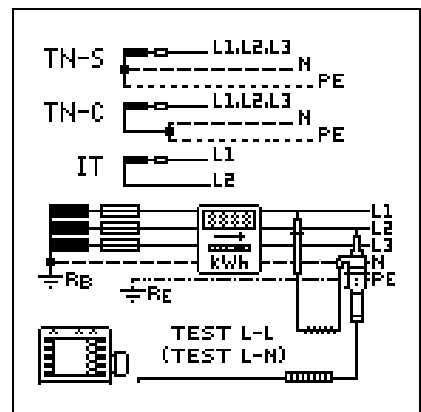 TN-S L1,L2,L3
N
PE
TN-C L1,L2,L3
N
PE
IT L1
L2
8888 L1
L2
L3
kWh N
RB PE
RE
TEST L-L
(TEST L-N)